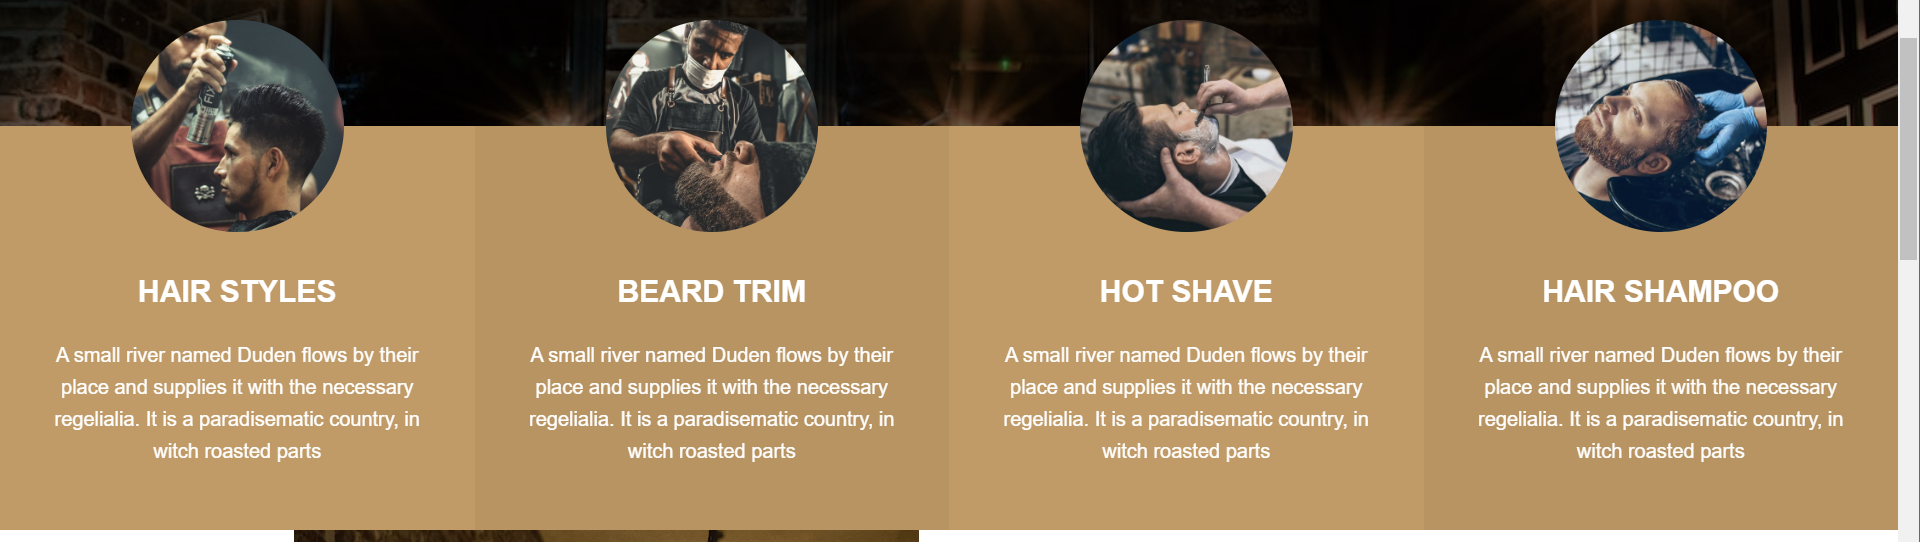 HAIR STYLES
A small river named Duden flows by their
place and supplies it with the necessary
regelialia. It is a paradisematic country, in
witch roasted parts
BEARD TRIM
A small river named Duden flows by their
place and supplies it with the necessary
regelialia. It is a paradisematic country, in
witch roasted parts
HOT SHAVE
A small river named Duden flows by their
place and supplies it with the necessary
regelialia. It is a paradisematic country, in
witch roasted parts
HAIR SHAMPOO
A small river named Duden flows by their
place and supplies it with the necessary
regelialia. It is a paradisematic country, in
witch roasted parts